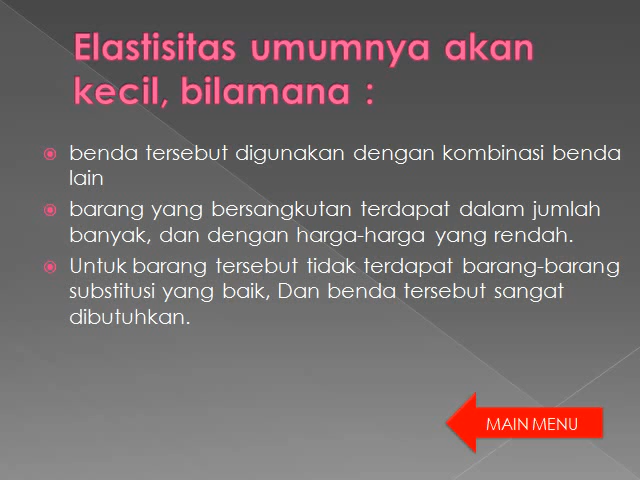 Elastisitas umumnya akan
kecil, bilamana :
benda tersebut digunakan dengan kombinasi benda
lain
barang yang bersangkutan terdapat dalam jumlah
banyak, dan dengan harga-harga yang rendah.
Untuk barang tersebut tidak terdapat barang-barang
substitusi yang baik, Dan benda tersebut sangat
dibutuhkan.
MAIN MENU